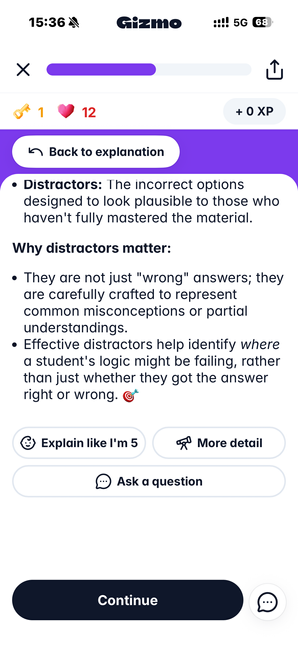 15:36 5G 68
Gizmo
1 12 + 0 XP
Back to explanation
• Distractors: The incorrect options
designed to look plausible to those who
haven't fully mastered the material.
Why distractors matter:
• They are not just "wrong" answers; they
are carefully crafted to represent
common misconceptions or partial
understandings.
• Effective distractors help identify where
a student's logic might be failing, rather
than just whether they got the answer
right or wrong. 🎯
Explain like I'm 5
More detail
Ask a question
Continue